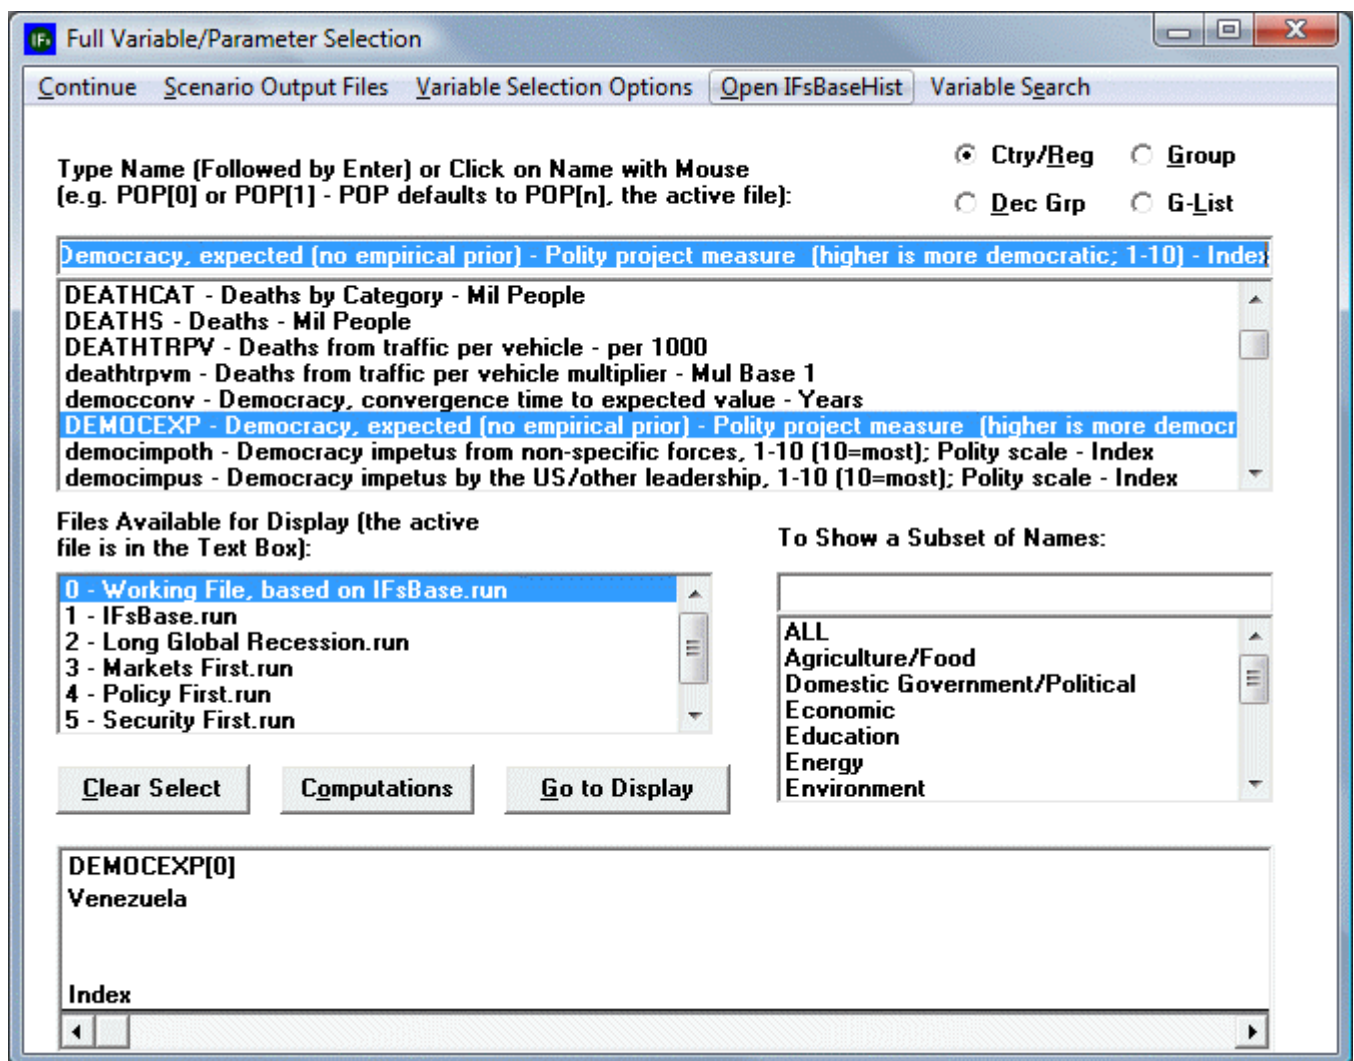 IFs Full Variable/Parameter Selection
Continue Scenario Output Files Variable Selection Options Open IFsBaseHist Variable Search
Type Name (Followed by Enter) or Click on Name with Mouse
(e.g. POP[0] or POP[1] - POP defaults to POP[n], the active file):
Ctry/Reg Group
Dec Grp G-List
Democracy, expected (no empirical prior) - Polity project measure (higher is more democratic; 1-10) - Index
DEATHCAT - Deaths by Category - Mil People
DEATHS - Deaths - Mil People
DEATHTRPV - Deaths from traffic per vehicle - per 1000
deathtrpvm - Deaths from traffic per vehicle multiplier - Mul Base 1
democconv - Democracy, convergence time to expected value - Years
DEMOCEXP - Democracy, expected (no empirical prior) - Polity project measure (higher is more democr
democimpoth - Democracy impetus from non-specific forces, 1-10 (10=most); Polity scale - Index
democimpus - Democracy impetus by the US/other leadership, 1-10 (10=most); Polity scale - Index
Files Available for Display (the active
file is in the Text Box):
0 - Working File, based on IFsBase.run
1 - IFsBase.run
2 - Long Global Recession.run
3 - Markets First.run
4 - Policy First.run
5 - Security First.run
To Show a Subset of Names:
ALL
Agriculture/Food
Domestic Government/Political
Economic
Education
Energy
Environment
Clear Select Computations Go to Display
DEMOCEXP[0]
Venezuela
Index